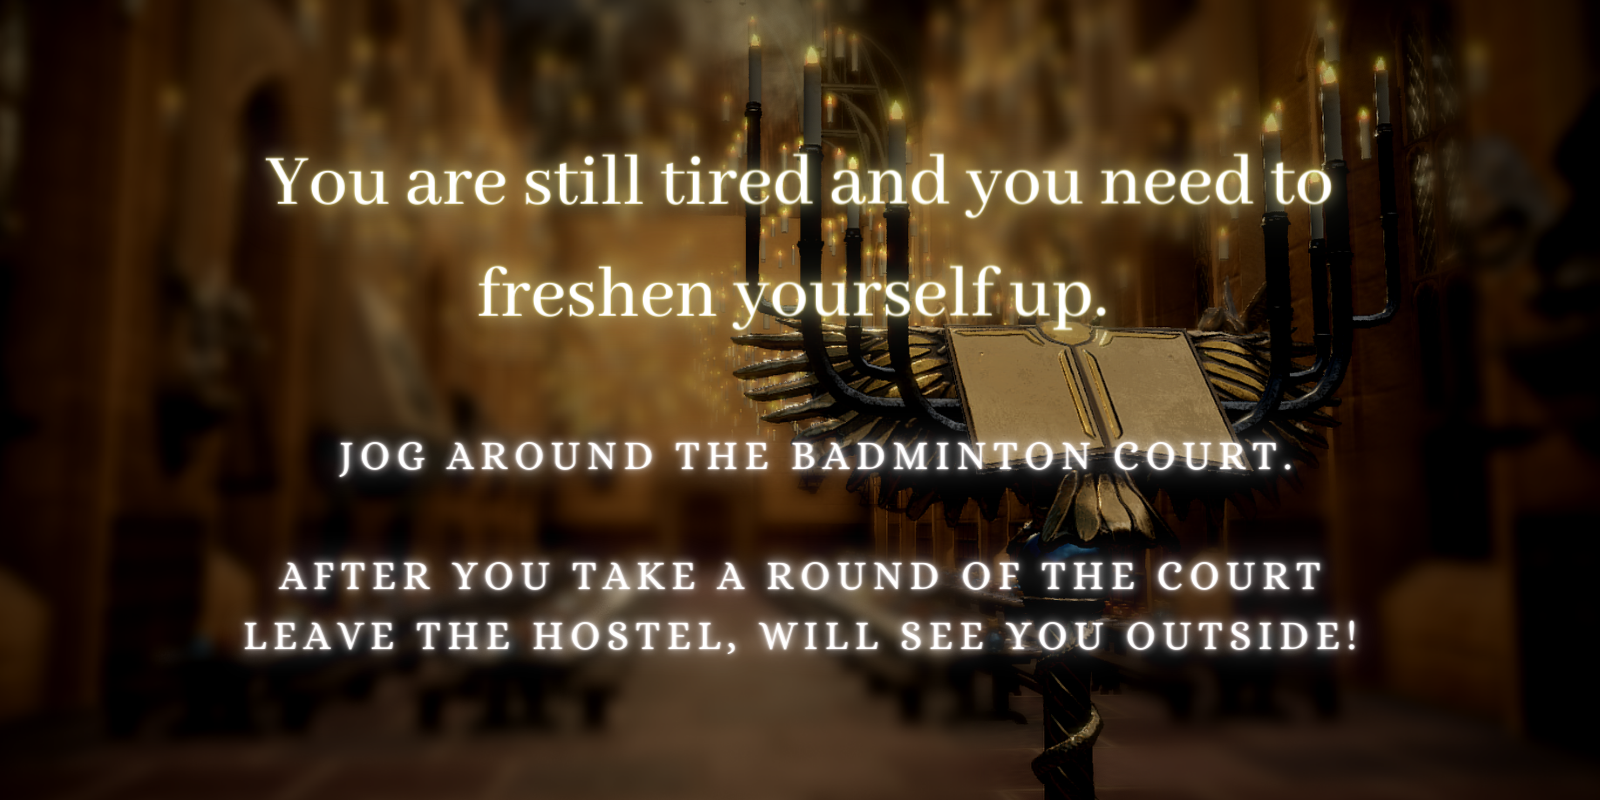 You are still tired and you need to
freshen yourself up.
JOG AROUND THE BADMINTON COURT.
AFTER YOU TAKE A ROUND OF THE COURT
LEAVE THE HOSTEL, WILL SEE YOU OUTSIDE!